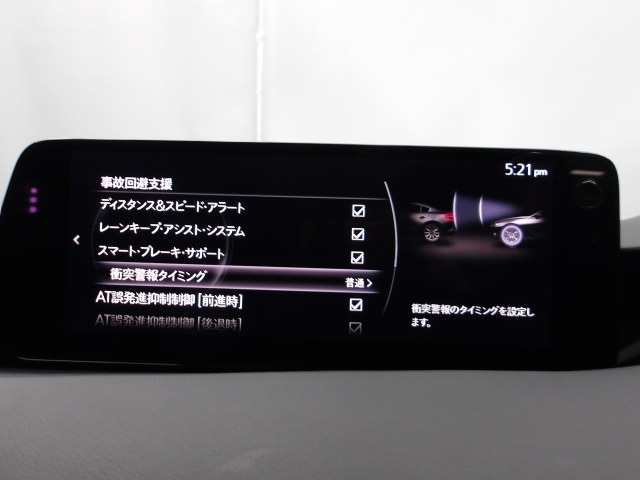 5:21pm
事故回避支援
ディスタンス&スピード・アラート
レーンキープ・アシスト・システム
スマート・ブレーキ・サポート
衝突警報タイミング 普通
AT誤発進抑制制御[前進時]
AT誤発進抑制制御[後退時]
衝突警報のタイミングを設定し
ます。